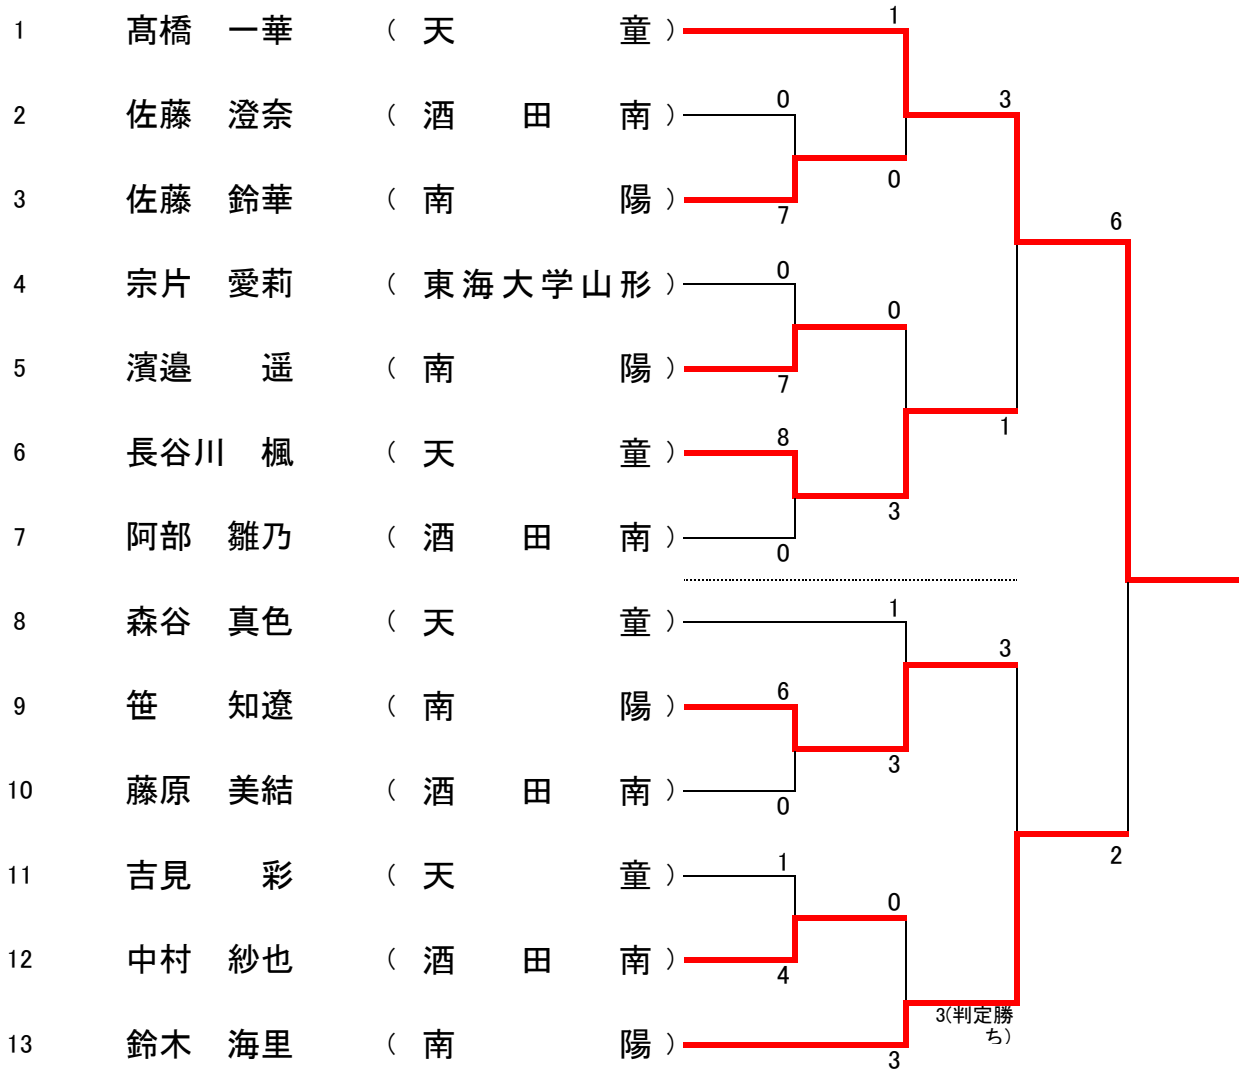 1 髙橋 一華 （ 天 童 ） 1
2 佐藤 澄奈 （ 酒 田 南 ） 0 3
3 佐藤 鈴華 （ 南 陽 ） 7 0
6
4 宗片 愛莉 （ 東海大学山形 ） 0 0
5 濱邉 遥 （ 南 陽 ） 7
6 長谷川 楓 （ 天 童 ） 8 3 1
7 阿部 雛乃 （ 酒 田 南 ） 0
8 森谷 真色 （ 天 童 ） 1 3
9 笹 知遼 （ 南 陽 ） 6 3
10 藤原 美結 （ 酒 田 南 ） 0
2
11 吉見 彩 （ 天 童 ） 1 0
12 中村 紗也 （ 酒 田 南 ） 4
3(判定勝
ち)
13 鈴木 海里 （ 南 陽 ） 3